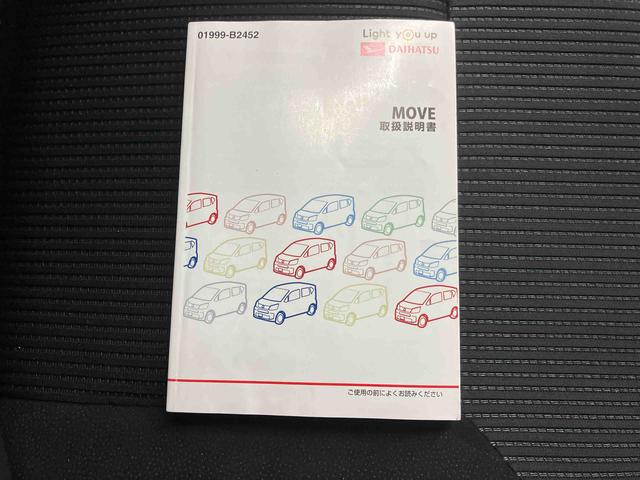 01999-B2452
Light you up
DAIHATSU
MOVE
取扱説明書
ご使用の前によくお読みください